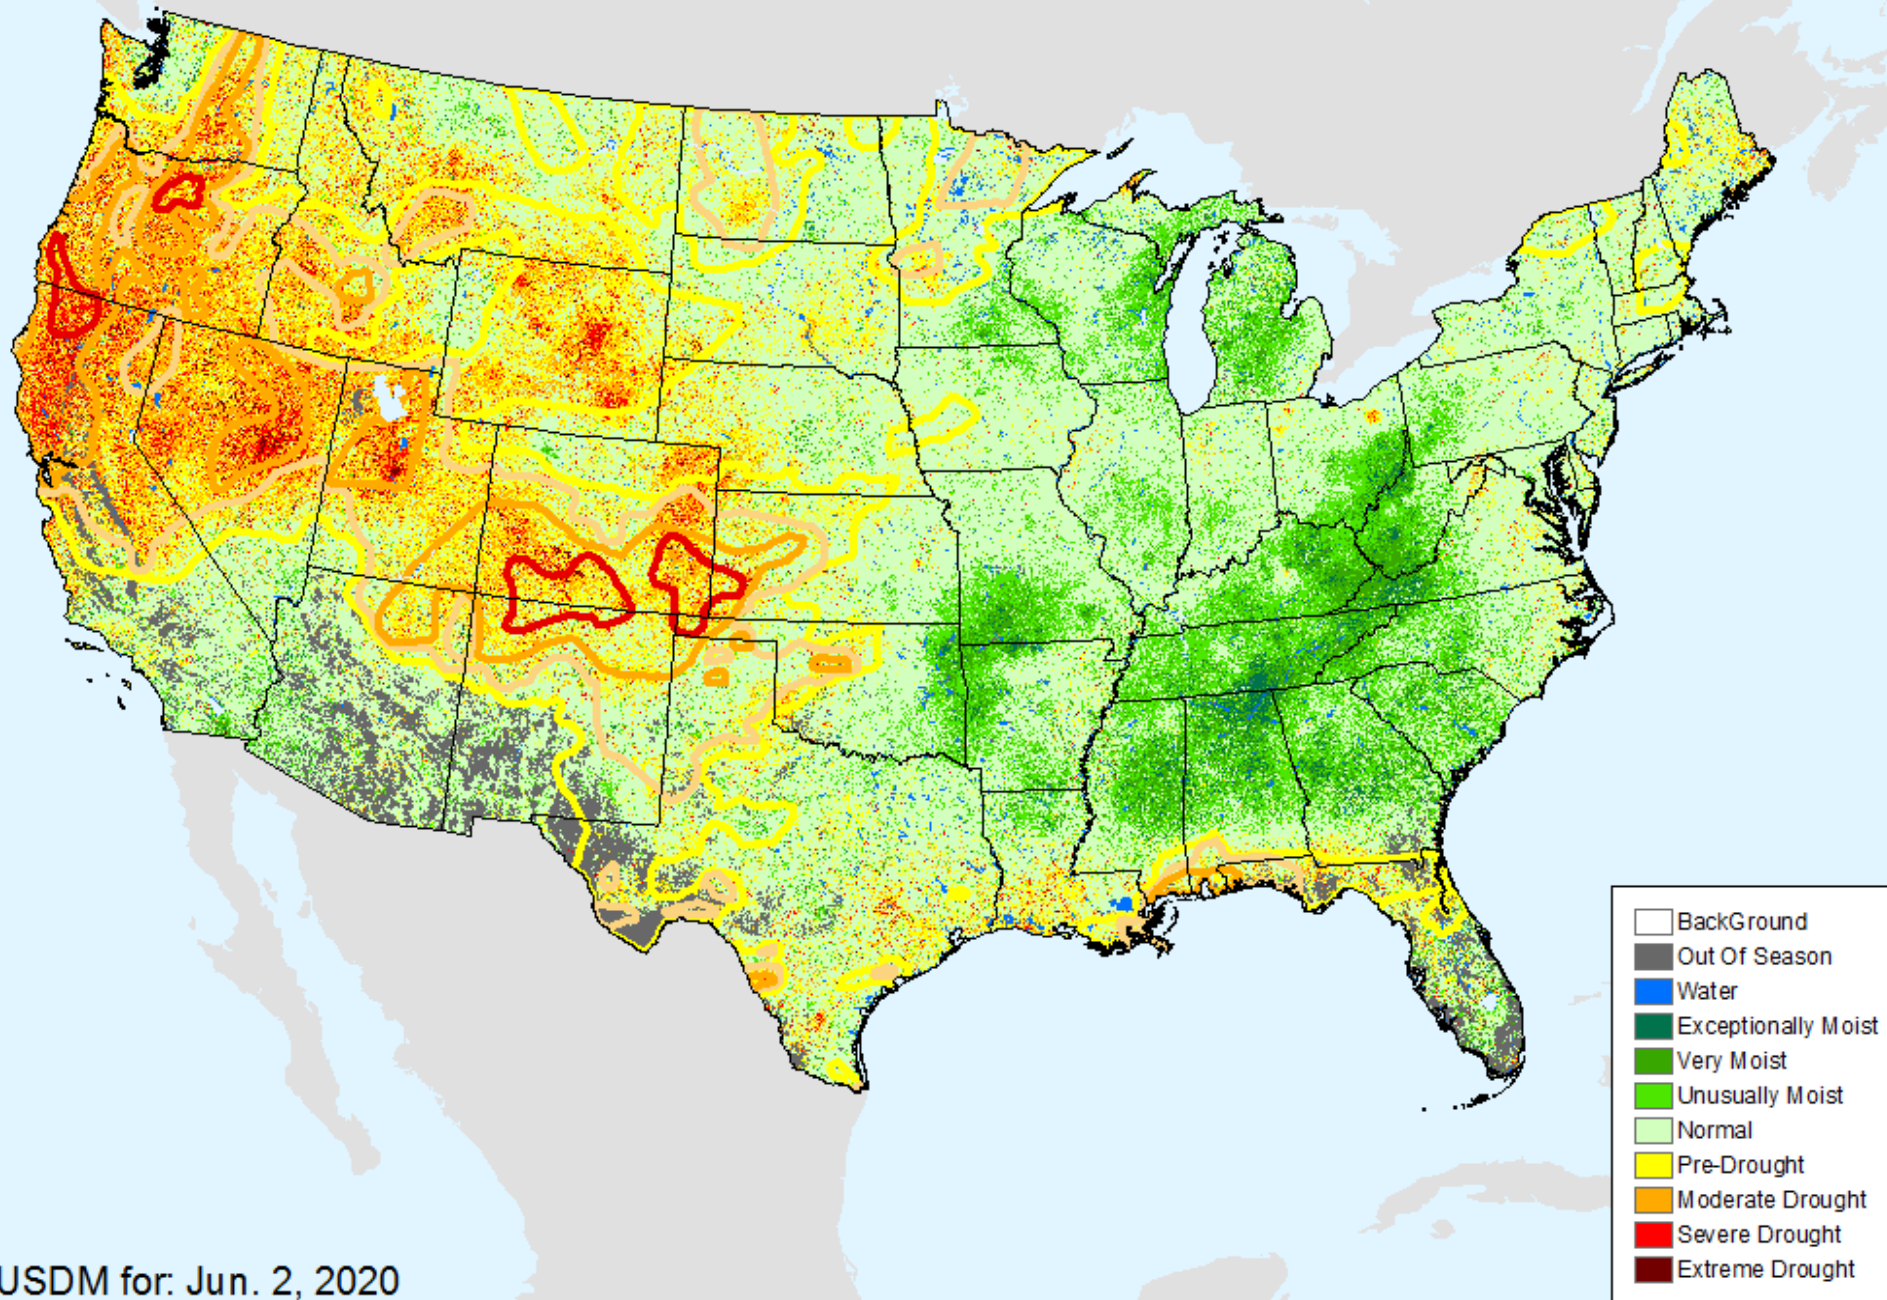 BackGround
Out Of Season
Water
Exceptionally Moist
Very Moist
Unusually Moist
Normal
Pre-Drought
Moderate Drought
Severe Drought
Extreme Drought
USDM for: Jun. 2, 2020